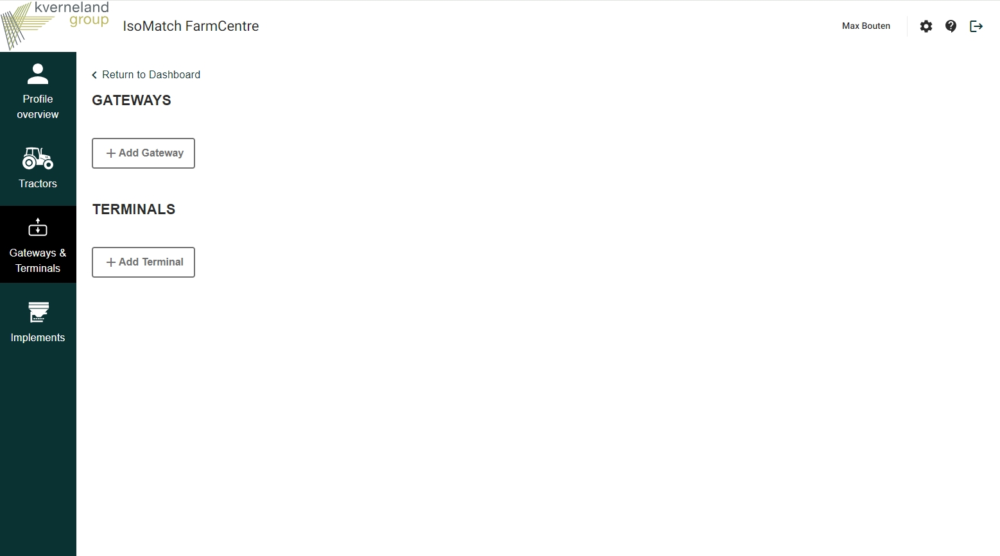 kverneland
group
IsoMatch FarmCentre
Max Bouten
Profile
overview
Tractors
Gateways &
Terminals
Implements
Return to Dashboard
GATEWAYS
Add Gateway
TERMINALS
Add Terminal